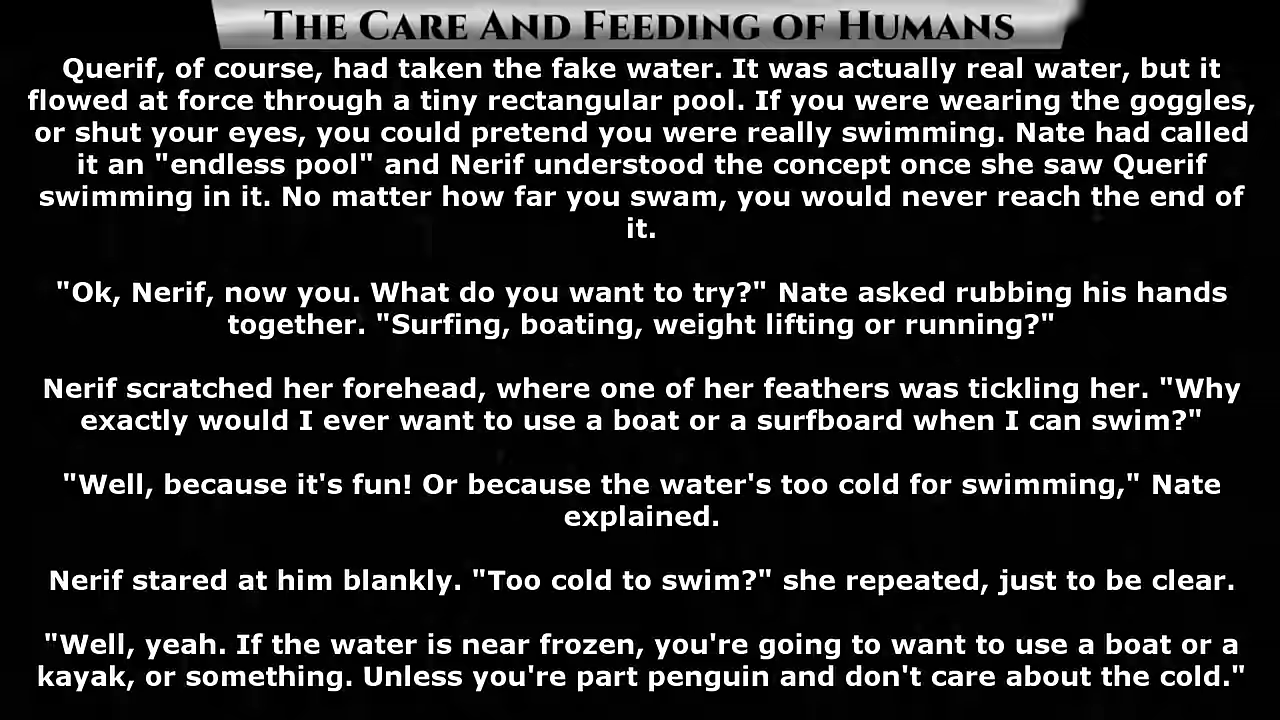 The Care And Feeding of Humans
Querif, of course, had taken the fake water. It was actually real water, but it
flowed at force through a tiny rectangular pool. If you were wearing the goggles,
or shut your eyes, you could pretend you were really swimming. Nate had called
it an "endless pool" and Nerif understood the concept once she saw Querif
swimming in it. No matter how far you swam, you would never reach the end of
it.
"Ok, Nerif, now you. What do you want to try?" Nate asked rubbing his hands
together. "Surfing, boating, weight lifting or running?"
Nerif scratched her forehead, where one of her feathers was tickling her. "Why
exactly would I ever want to use a boat or a surfboard when I can swim?"
"Well, because it's fun! Or because the water's too cold for swimming," Nate
explained.
Nerif stared at him blankly. "Too cold to swim?" she repeated, just to be clear.
"Well, yeah. If the water is near frozen, you're going to want to use a boat or a
kayak, or something. Unless you're part penguin and don't care about the cold."